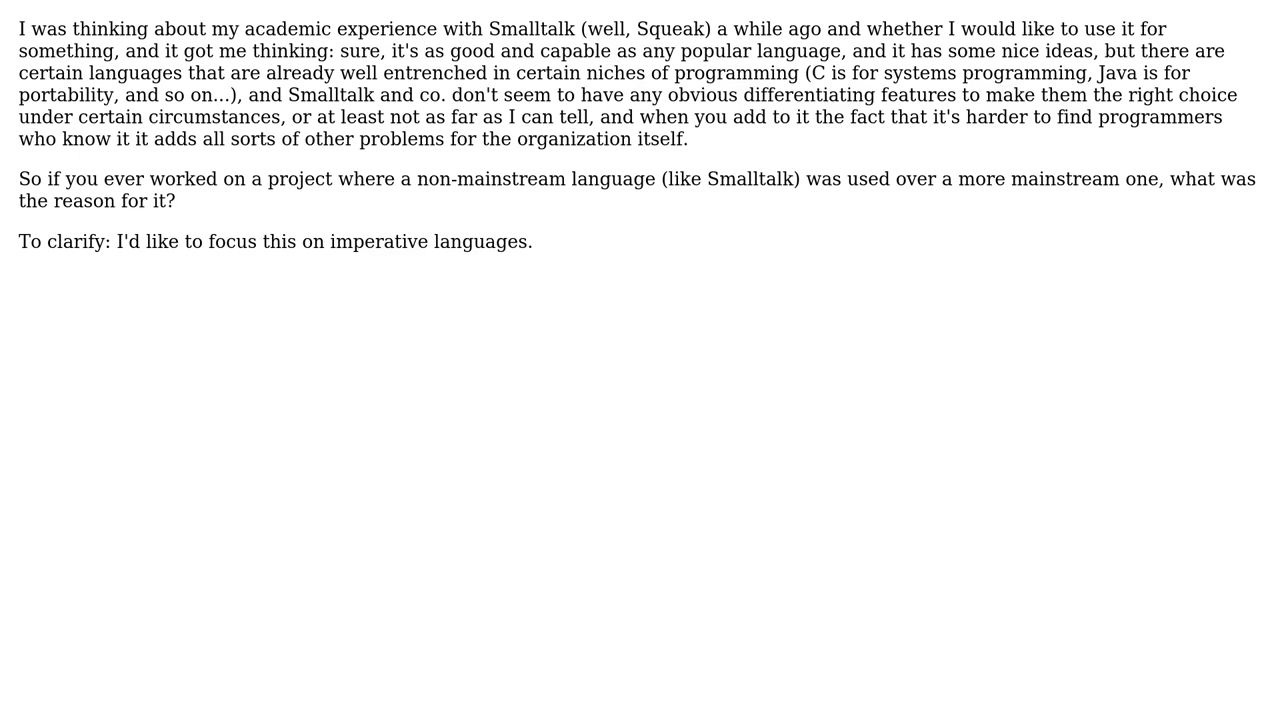 I was thinking about my academic experience with Smalltalk (well, Squeak) a while ago and whether I would like to use it for
something, and it got me thinking: sure, it's as good and capable as any popular language, and it has some nice ideas, but there are
certain languages that are already well entrenched in certain niches of programming (C is for systems programming, Java is for
portability, and so on...), and Smalltalk and co. don't seem to have any obvious differentiating features to make them the right choice
under certain circumstances, or at least not as far as I can tell, and when you add to it the fact that it's harder to find programmers
who know it it adds all sorts of other problems for the organization itself.
So if you ever worked on a project where a non-mainstream language (like Smalltalk) was used over a more mainstream one, what was
the reason for it?
To clarify: I'd like to focus this on imperative languages.